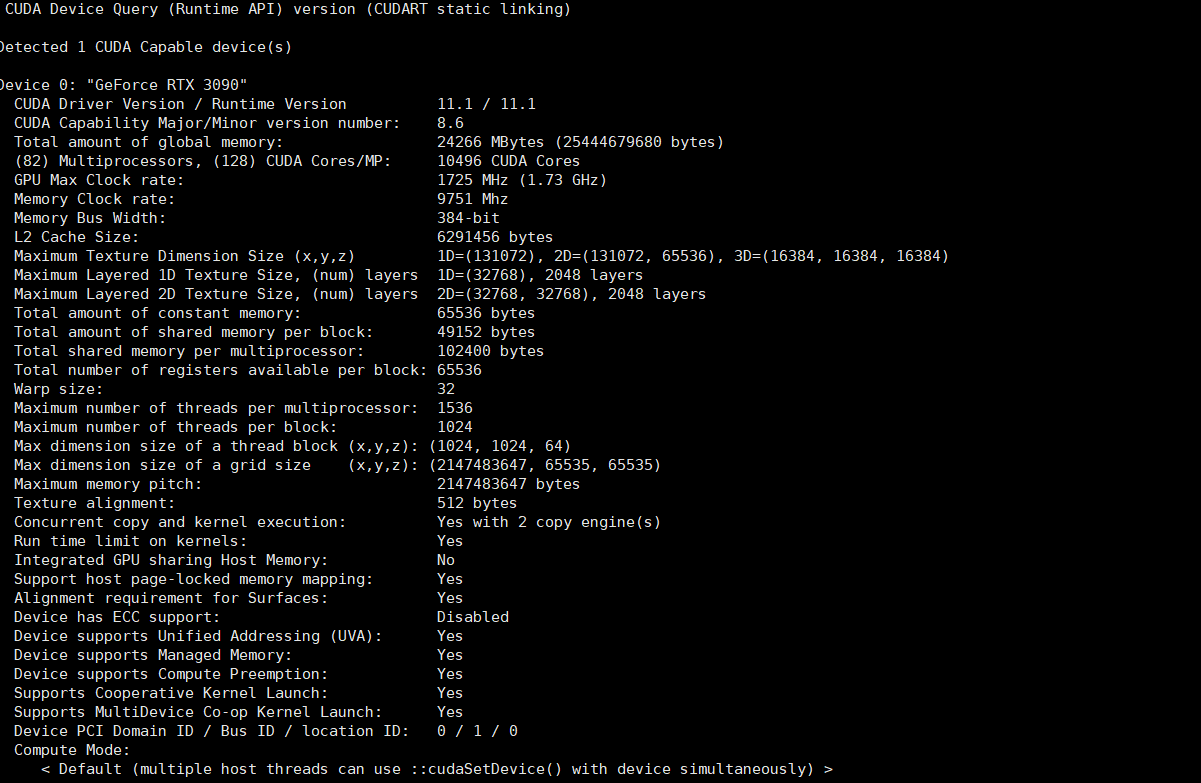 CUDA Device Query (Runtime API) version (CUDART static linking)
Detected 1 CUDA Capable device(s)
Device 0: "GeForce RTX 3090"
CUDA Driver Version / Runtime Version 11.1 / 11.1
CUDA Capability Major/Minor version number: 8.6
Total amount of global memory: 24266 MBytes (25444679680 bytes)
(82) Multiprocessors, (128) CUDA Cores/MP: 10496 CUDA Cores
GPU Max Clock rate: 1725 MHz (1.73 GHz)
Memory Clock rate: 9751 Mhz
Memory Bus Width: 384-bit
L2 Cache Size: 6291456 bytes
Maximum Texture Dimension Size (x,y,z) 1D=(131072), 2D=(131072, 65536), 3D=(16384, 16384, 16384)
Maximum Layered 1D Texture Size, (num) layers 1D=(32768), 2048 layers
Maximum Layered 2D Texture Size, (num) layers 2D=(32768, 32768), 2048 layers
Total amount of constant memory: 65536 bytes
Total amount of shared memory per block: 49152 bytes
Total shared memory per multiprocessor: 102400 bytes
Total number of registers available per block: 65536
Warp size: 32
Maximum number of threads per multiprocessor: 1536
Maximum number of threads per block: 1024
Max dimension size of a thread block (x,y,z): (1024, 1024, 64)
Max dimension size of a grid size (x,y,z): (2147483647, 65535, 65535)
Maximum memory pitch: 2147483647 bytes
Texture alignment: 512 bytes
Concurrent copy and kernel execution: Yes with 2 copy engine(s)
Run time limit on kernels: Yes
Integrated GPU sharing Host Memory: No
Support host page-locked memory mapping: Yes
Alignment requirement for Surfaces: Yes
Device has ECC support: Disabled
Device supports Unified Addressing (UVA): Yes
Device supports Managed Memory: Yes
Device supports Compute Preemption: Yes
Supports Cooperative Kernel Launch: Yes
Supports MultiDevice Co-op Kernel Launch: Yes
Device PCI Domain ID / Bus ID / location ID: 0 / 1 / 0
Compute Mode:
< Default (multiple host threads can use ::cudaSetDevice() with device simultaneously) >